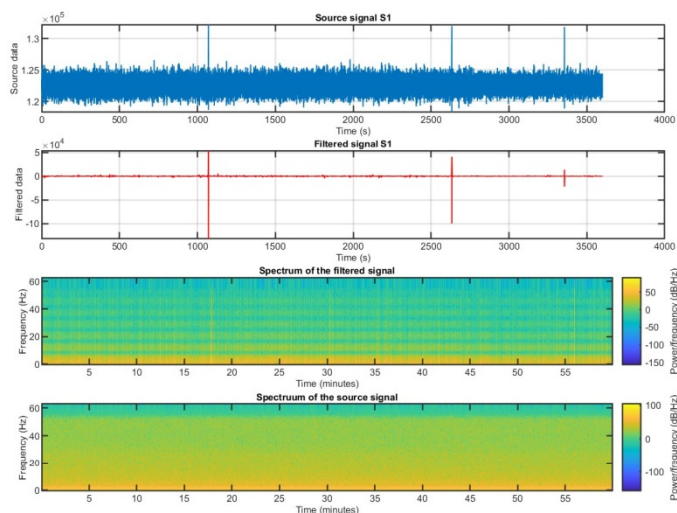 Source signal S1
×10^5
1.3
1.25
1.2
Source data
0 500 1000 1500 2000 2500 3000 3500 4000
Time (s)
Filtered signal S1
×10^4
5
0
-5
-10
Filtered data
0 500 1000 1500 2000 2500 3000 3500 4000
Time (s)
Spectrum of the filtered signal
60
40
20
0
Frequency (Hz)
5 10 15 20 25 30 35 40 45 50 55
Time (minutes)
50
0
-50
-100
-150
Power/frequency (dB/Hz)
Spectruum of the source signal
60
40
20
0
Frequency (Hz)
5 10 15 20 25 30 35 40 45 50 55
Time (minutes)
100
0
-100
Power/frequency (dB/Hz)